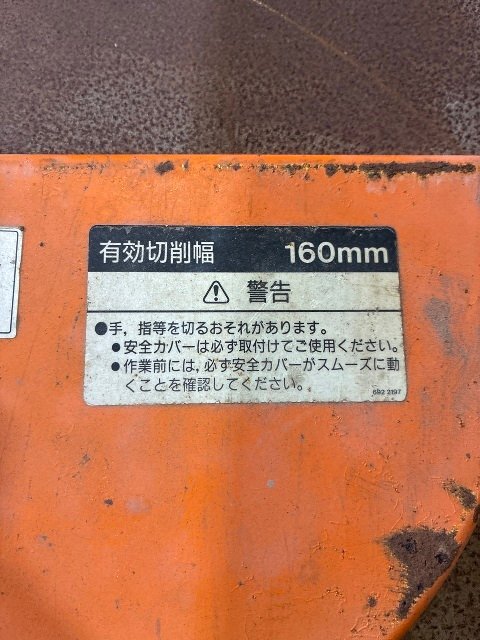 有効切削幅 160mm
⚠ 警告
●手，指等を切るおそれがあります。
●安全カバーは必ず取付けてご使用ください。
●作業前には，必ず安全カバーがスムーズに動
くことを確認してください。
692 2197